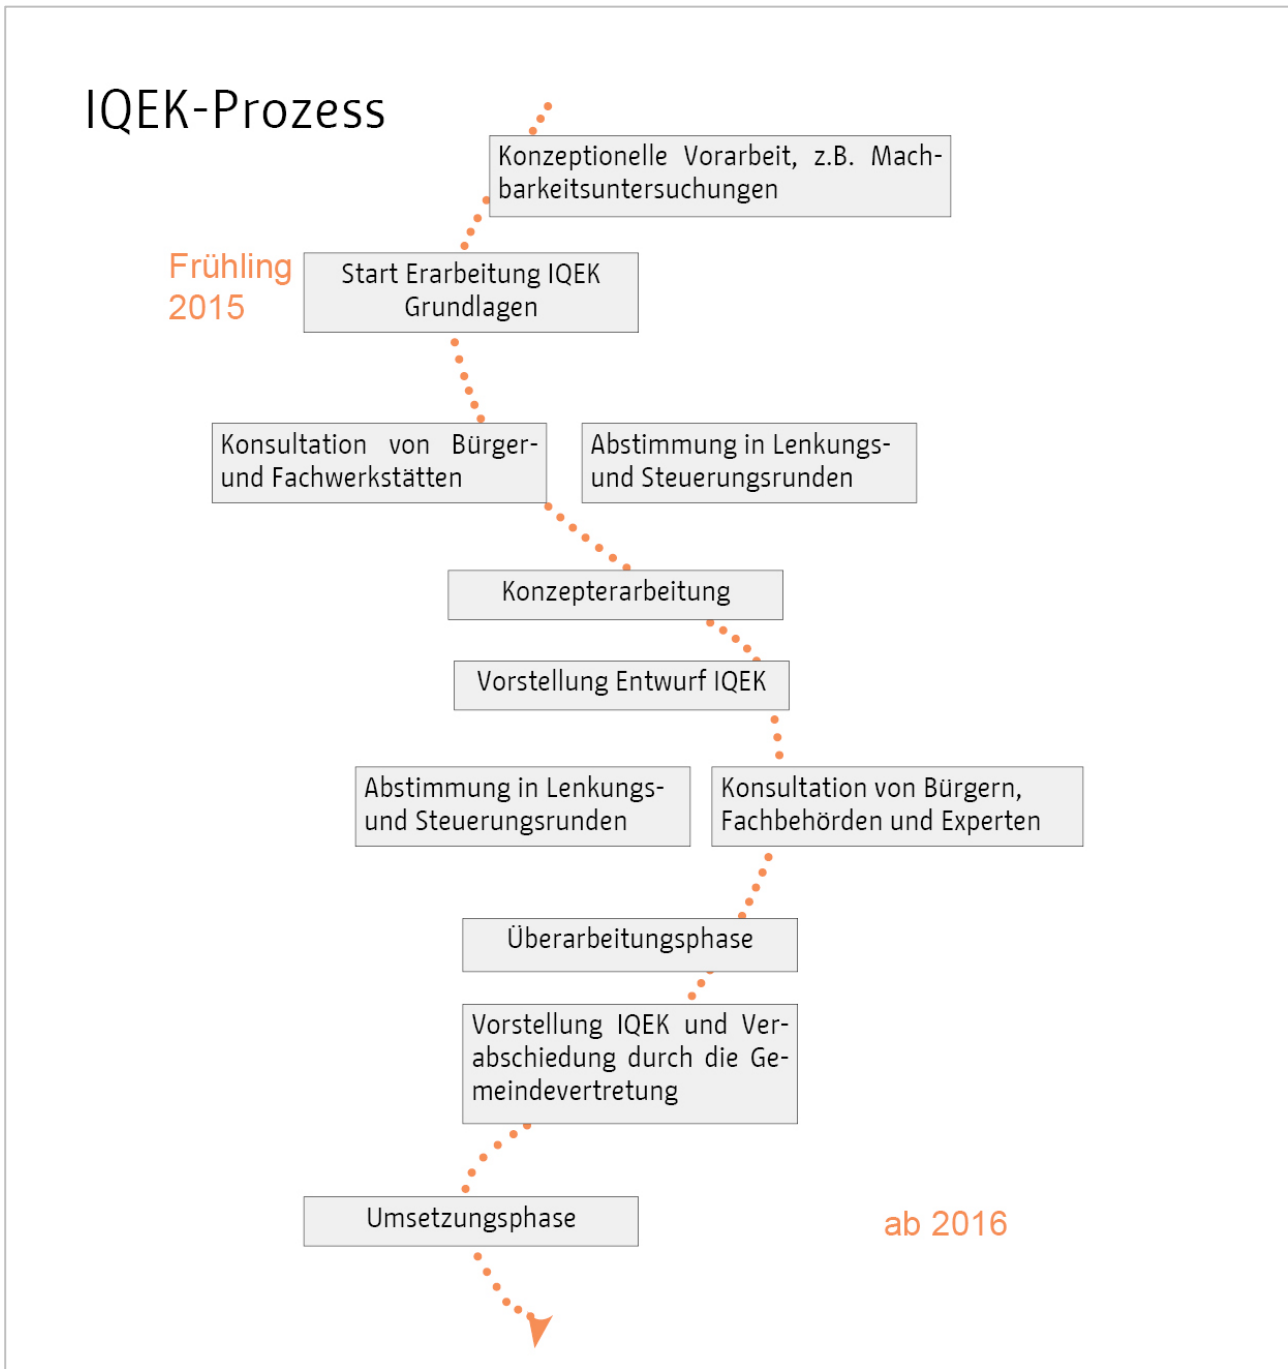 IQEK-Prozess
Konzeptionelle Vorarbeit, z.B. Mach-
barkeitsuntersuchungen
Frühling
2015
Start Erarbeitung IQEK
Grundlagen
Konsultation von Bürger-
und Fachwerkstätten
Abstimmung in Lenkungs-
und Steuerungsrunden
Konzepterarbeitung
Vorstellung Entwurf IQEK
Abstimmung in Lenkungs-
und Steuerungsrunden
Konsultation von Bürgern,
Fachbehörden und Experten
Überarbeitungsphase
Vorstellung IQEK und Ver-
abschiedung durch die Ge-
meindevertretung
Umsetzungsphase
ab 2016